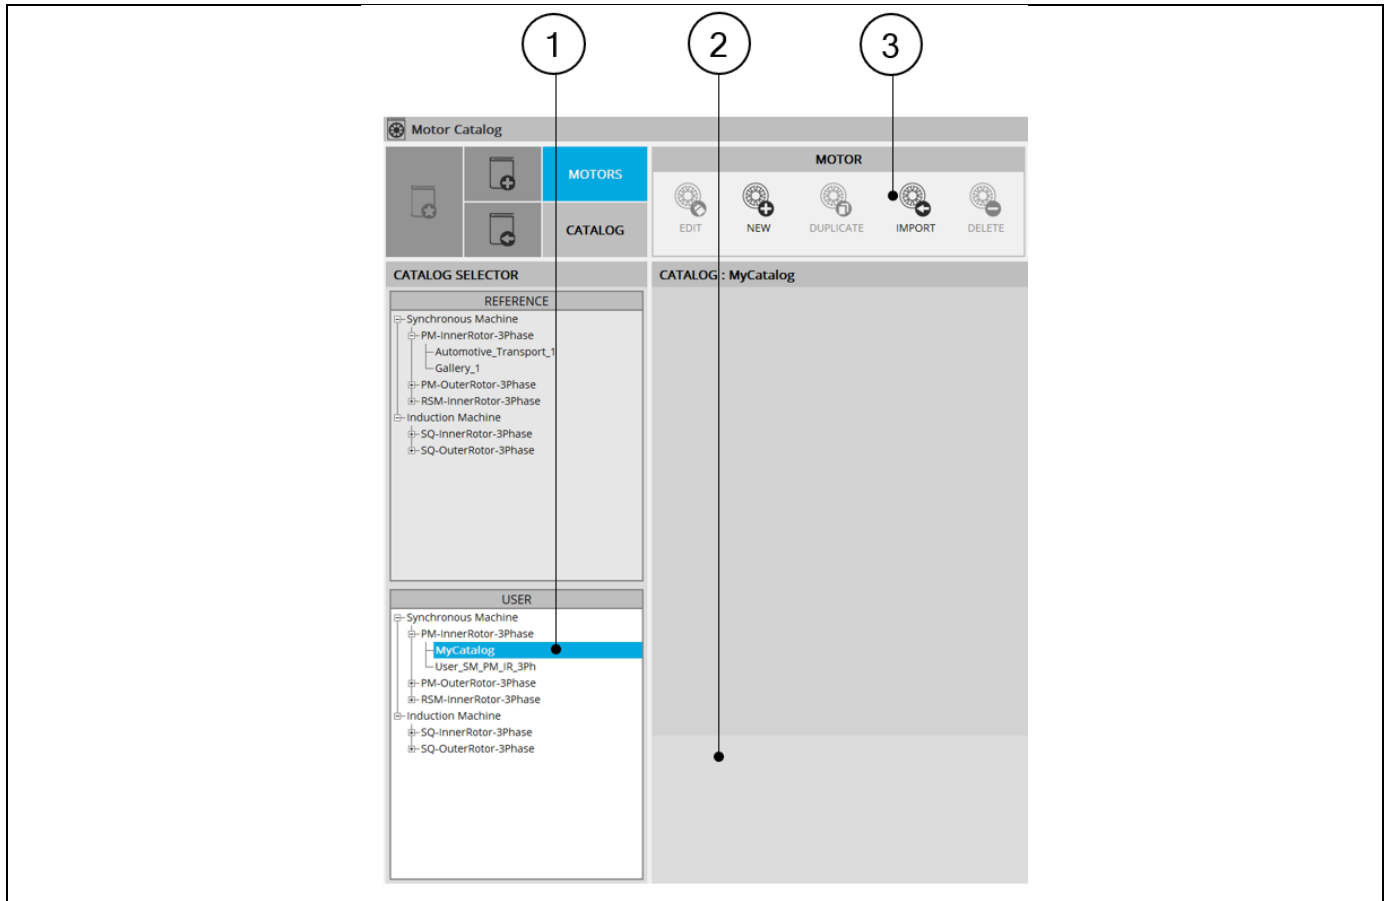 1
2
3
Motor Catalog
MOTORS
CATALOG
MOTOR
EDIT
NEW
DUPLICATE
IMPORT
DELETE
CATALOG SELECTOR
CATALOG : MyCatalog
REFERENCE
Synchronous Machine
PM-InnerRotor-3Phase
Automotive_Transport_1
Gallery_1
PM-OuterRotor-3Phase
RSM-InnerRotor-3Phase
Induction Machine
SQ-InnerRotor-3Phase
SQ-OuterRotor-3Phase
USER
Synchronous Machine
PM-InnerRotor-3Phase
MyCatalog
User_SM_PM_IR_3Ph
PM-OuterRotor-3Phase
RSM-InnerRotor-3Phase
Induction Machine
SQ-InnerRotor-3Phase
SQ-OuterRotor-3Phase